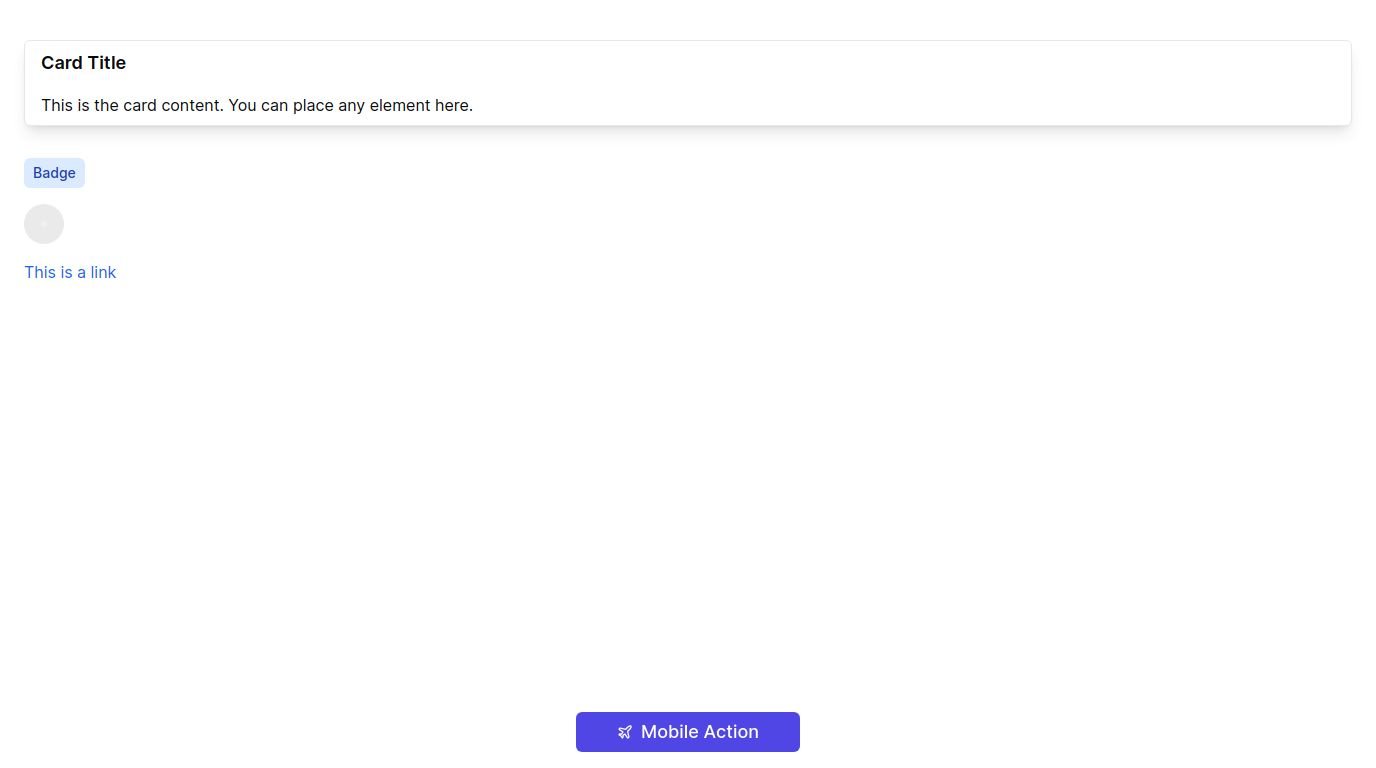 Card Title
This is the card content. You can place any element here.
Badge
This is a link
Mobile Action